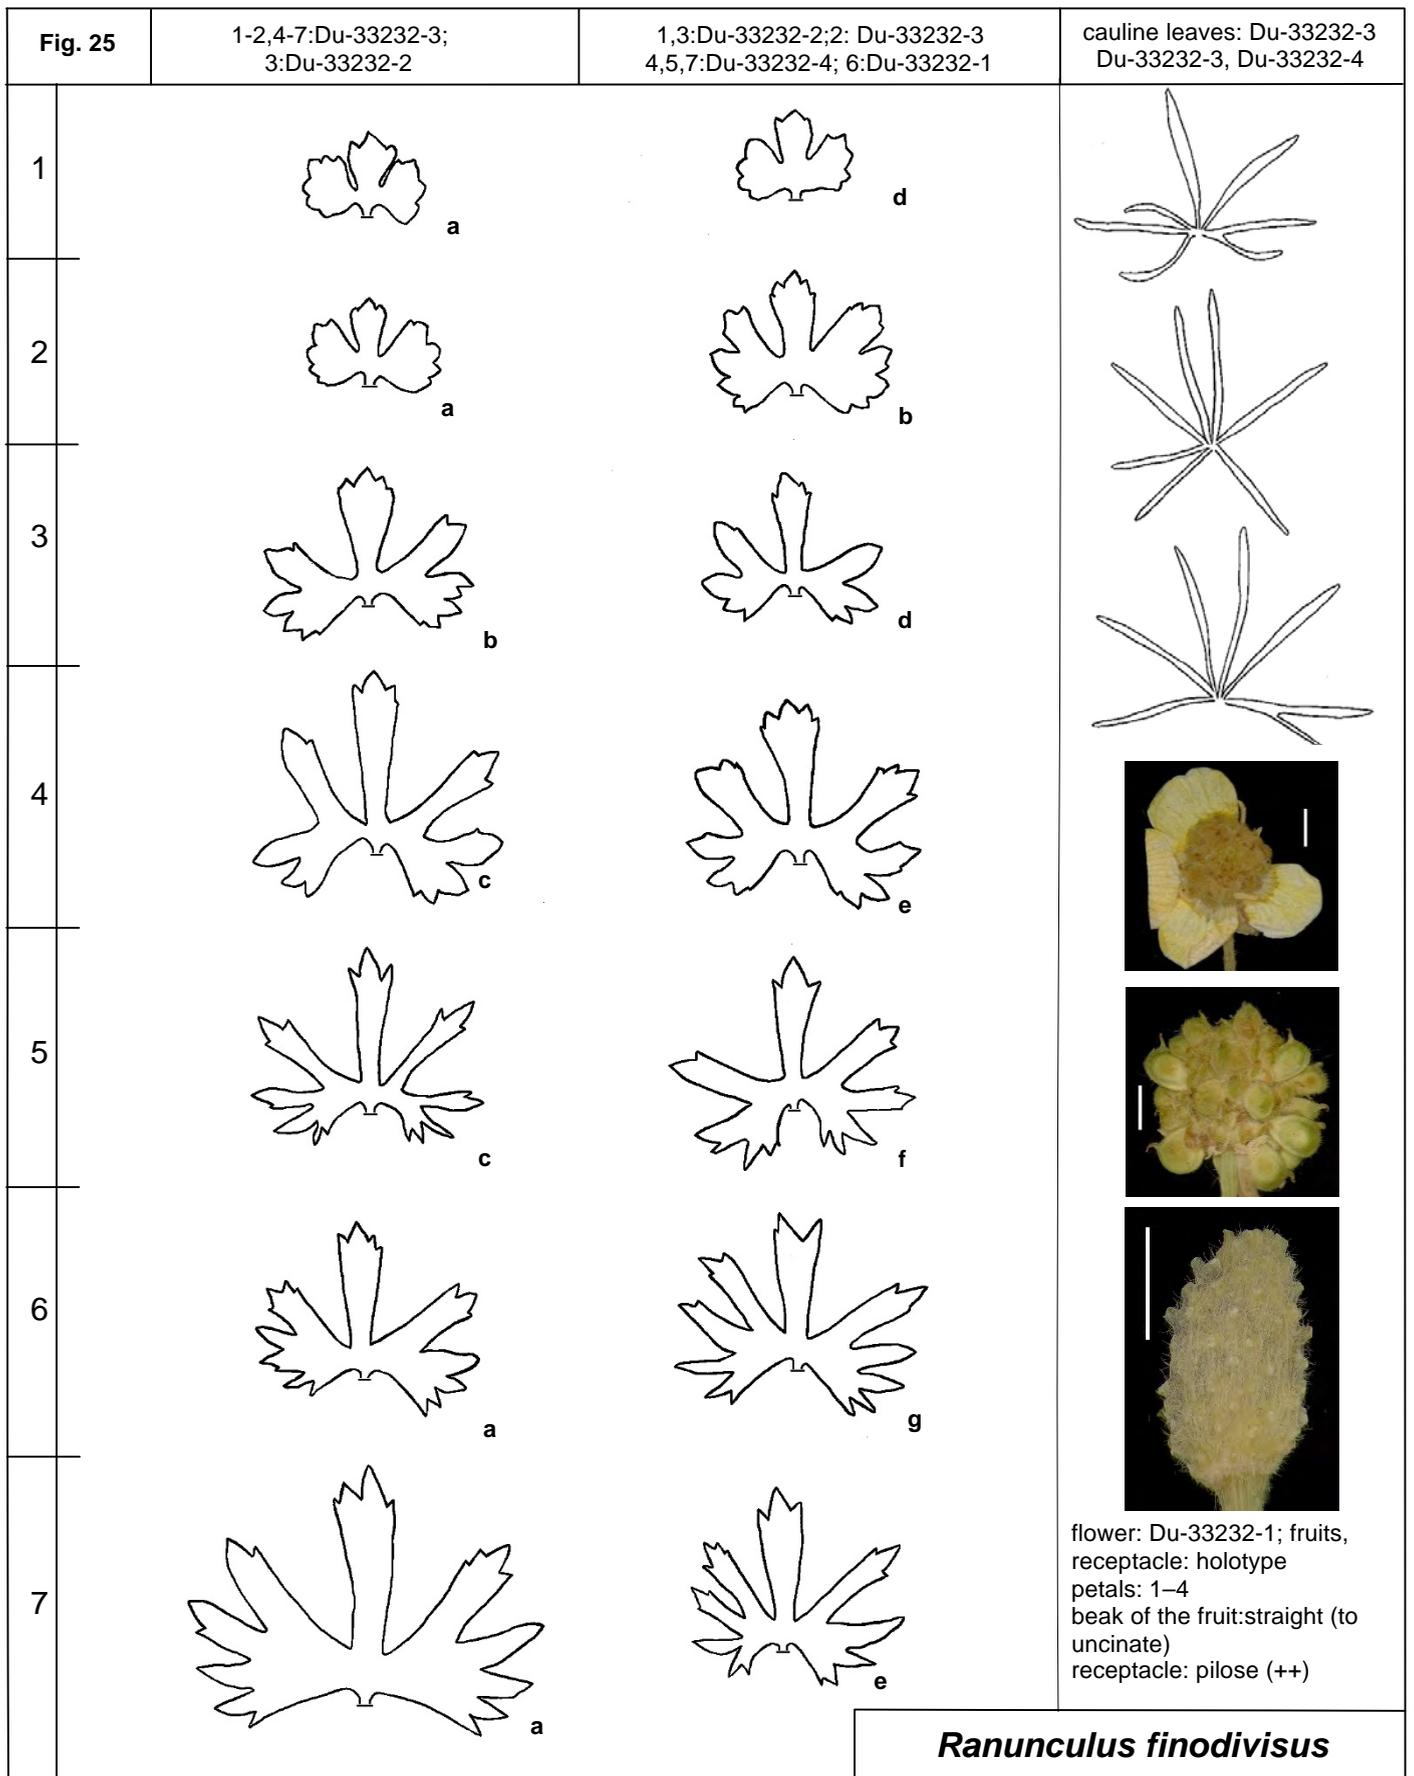 Fig. 25
1-2,4-7:Du-33232-3;
3:Du-33232-2
1,3:Du-33232-2;2: Du-33232-3
4,5,7:Du-33232-4; 6:Du-33232-1
cauline leaves: Du-33232-3
Du-33232-3, Du-33232-4
1
a
d
2
a
b
3
b
d
4
c
e
5
c
f
6
a
g
7
a
e
flower: Du-33232-1; fruits,
receptacle: holotype
petals: 1–4
beak of the fruit:straight (to
uncinate)
receptacle: pilose (++)
Ranunculus finodivisus